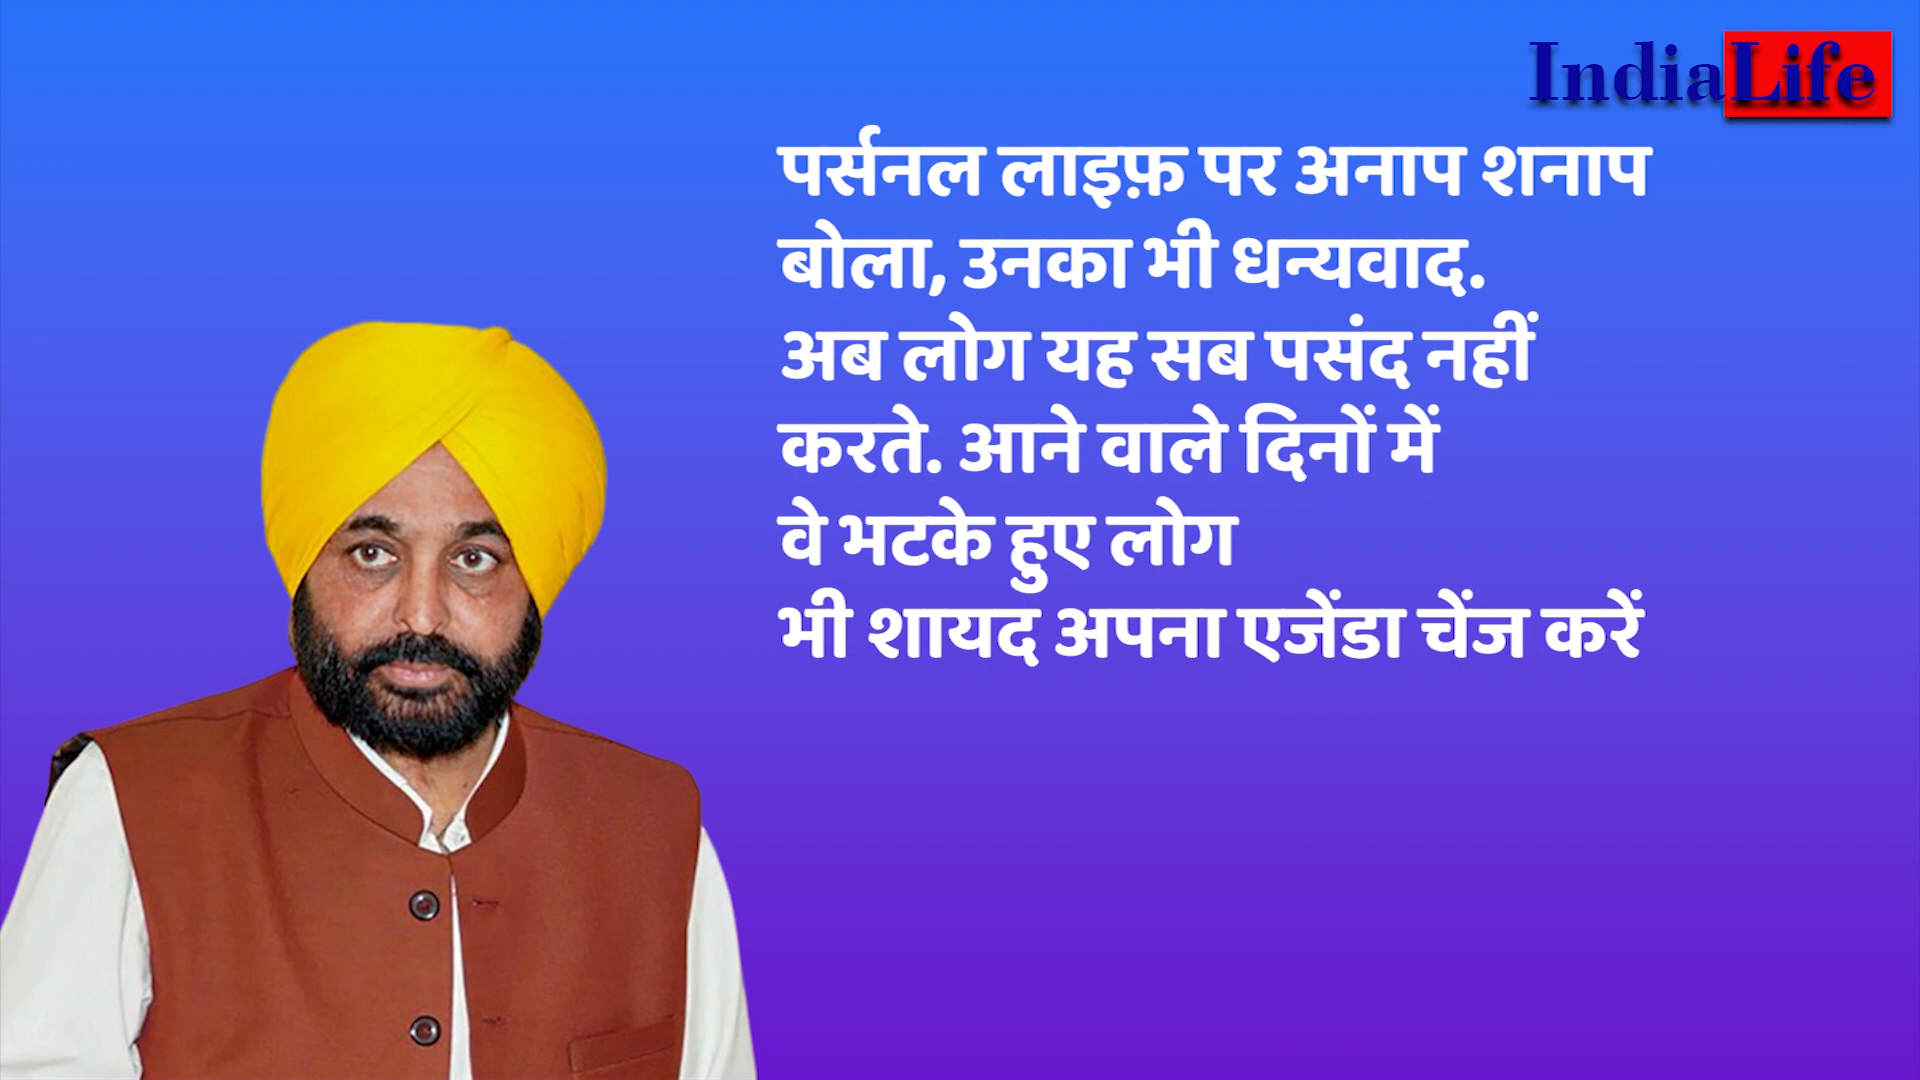 IndiaLife
पर्सनल लाइफ़ पर अनाप शनाप
बोला, उनका भी धन्यवाद.
अब लोग यह सब पसंद नहीं
करते. आने वाले दिनों में
वे भटके हुए लोग
भी शायद अपना एजेंडा चेंज करें